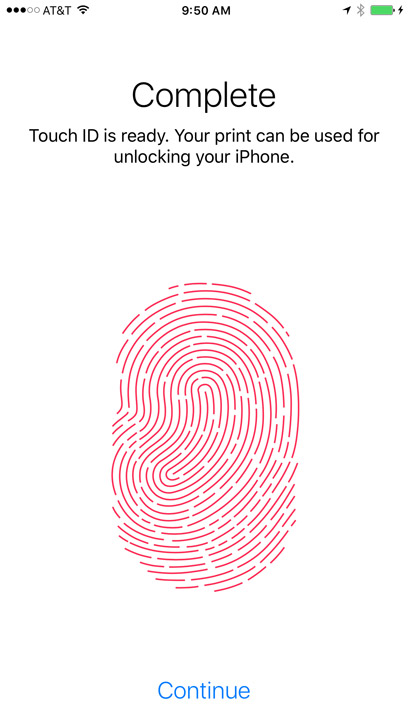 AT&T 9:50 AM
Complete
Touch ID is ready. Your print can be used for
unlocking your iPhone.
Continue